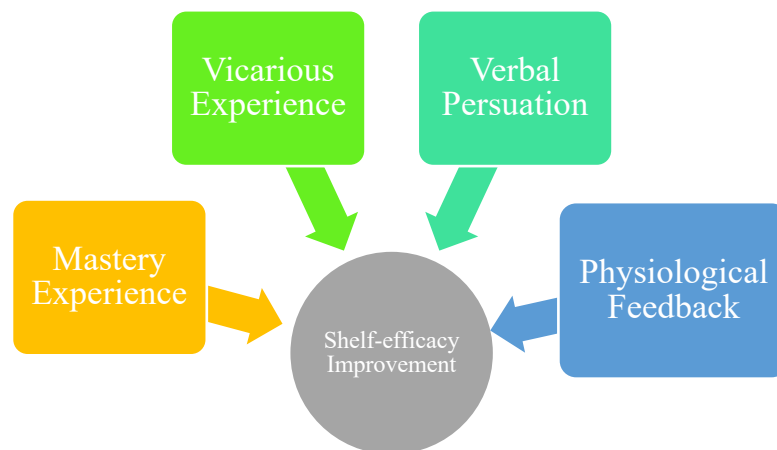 Vicarious
Experience
Verbal
Persuation
Mastery
Experience
Physiological
Feedback
Shelf-efficacy
Improvement